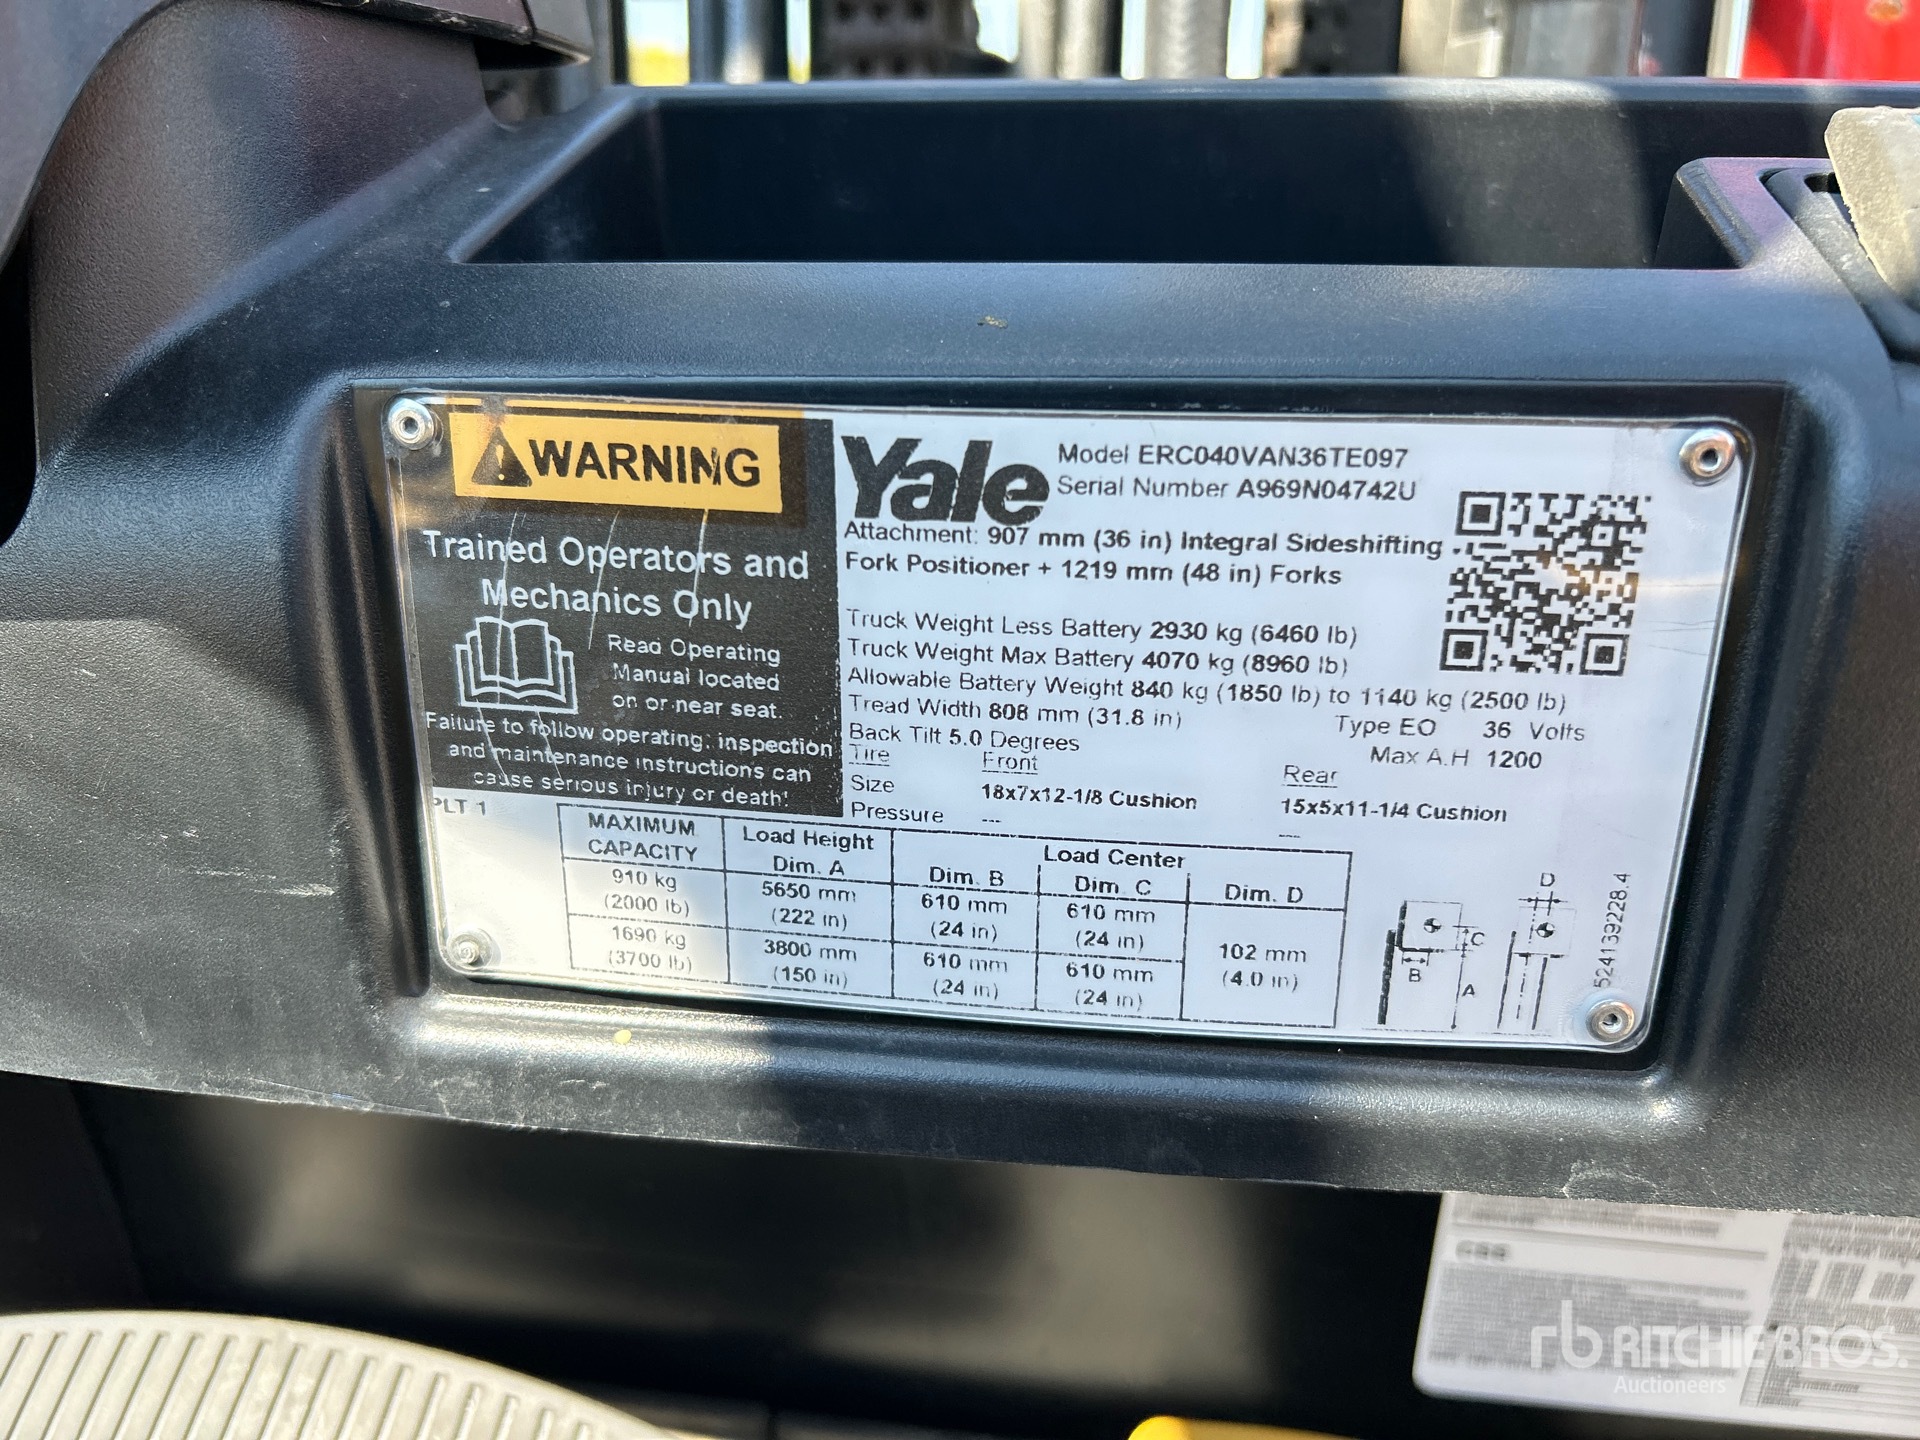 WARNING
Trained Operators and
Mechanics Only
Read Operating
Manual located
on or near seat.
Failure to follow operating, inspection
and maintenance instructions can
cause serious injury or death!
PLT 1
Yale
Model ERC040VAN36TE097
Serial Number A969N04742U
Attachment: 907 mm (36 in) Integral Sideshifting
Fork Positioner + 1219 mm (48 in) Forks
Truck Weight Less Battery 2930 kg (6460 lb)
Truck Weight Max Battery 4070 kg (8960 lb)
Allowable Battery Weight 840 kg (1850 lb) to 1140 kg (2500 lb)
Tread Width 808 mm (31.8 in) Type EO 36 Volts
Back Tilt 5.0 Degrees Max A.H 1200
Tire Front Rear
Size 18x7x12-1/8 Cushion 15x5x11-1/4 Cushion
Pressure --- ---
MAXIMUM CAPACITY Load Height Dim. A Load Center
Dim. B Dim. C Dim. D
910 kg 5650 mm 610 mm 610 mm
(2000 lb) (222 in) (24 in) (24 in)
1690 kg 3800 mm 610 mm 610 mm 102 mm
(3700 lb) (150 in) (24 in) (24 in) (4.0 in)
D
C
B
A
524139228.4
rb RITCHIE BROS.
Auctioneers